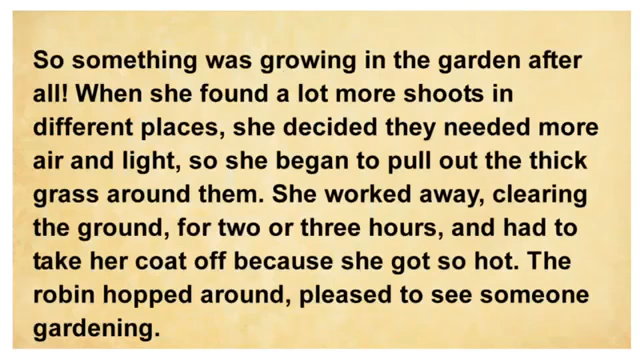 So something was growing in the garden after
all! When she found a lot more shoots in
different places, she decided they needed more
air and light, so she began to pull out the thick
grass around them. She worked away, clearing
the ground, for two or three hours, and had to
take her coat off because she got so hot. The
robin hopped around, pleased to see someone
gardening.